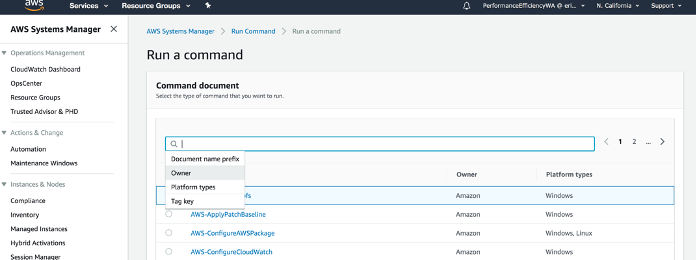 aws
Services
Resource Groups
PerformanceEfficiencyWA @ eri...
N. California
Support
AWS Systems Manager
Operations Management
CloudWatch Dashboard
OpsCenter
Resource Groups
Trusted Advisor & PHD
Actions & Change
Automation
Maintenance Windows
Instances & Nodes
Compliance
Inventory
Managed Instances
Hybrid Activations
Session Manager
AWS Systems Manager > Run Command > Run a command
Run a command
Command document
Select the type of command that you want to run.
1 2 ...
Document name prefix
Owner
Platform types
Tag key
Owner Platform types
Amazon Windows
AWS-ApplyPatchBaseline Amazon Windows
AWS-ConfigureAWSPackage Amazon Windows, Linux
AWS-ConfigureCloudWatch Amazon Windows